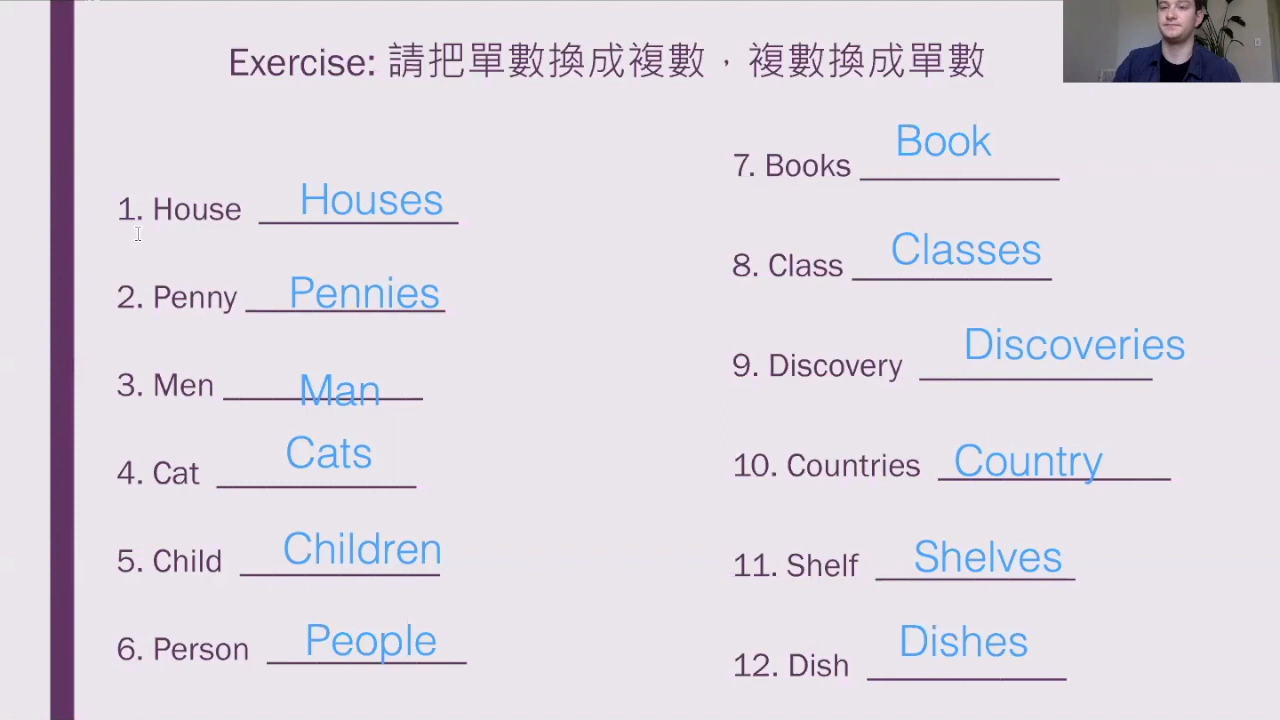 Exercise: 請把單數換成複數，複數換成單數
1. House Houses
2. Penny Pennies
3. Men Man
4. Cat Cats
5. Child Children
6. Person People
7. Books Book
8. Class Classes
9. Discovery Discoveries
10. Countries Country
11. Shelf Shelves
12. Dish Dishes